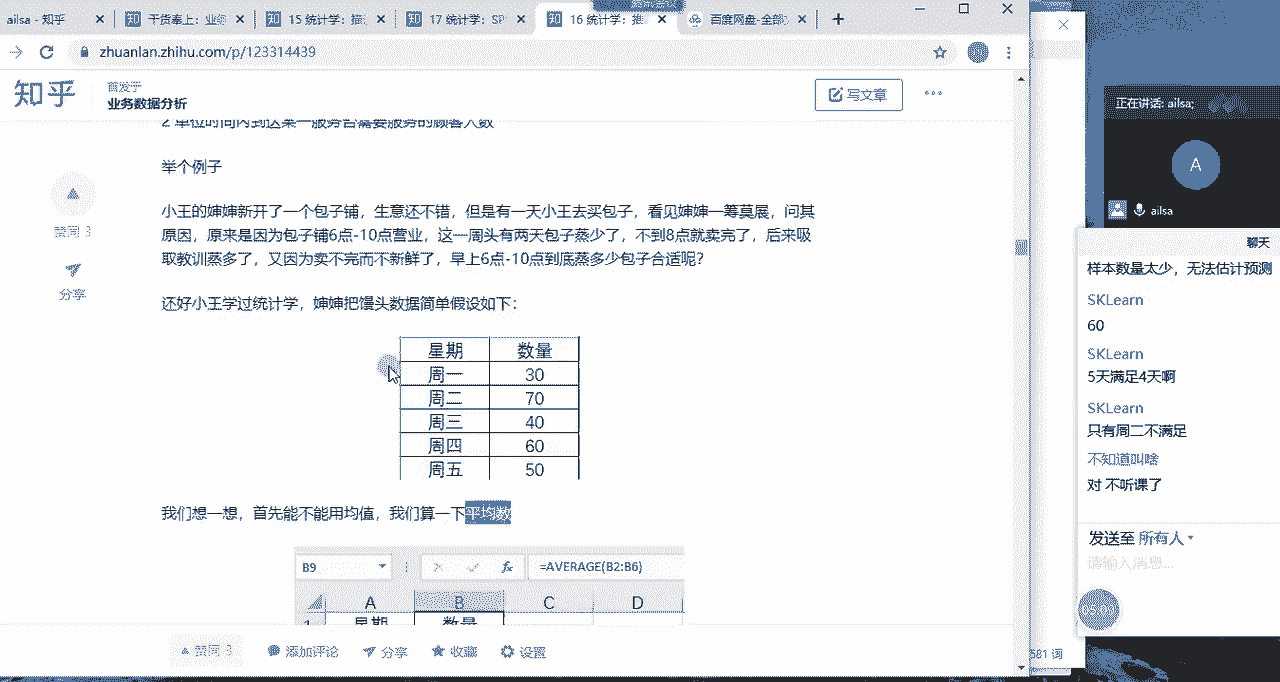 ailsa - 知乎
干货奉上：业务
15 统计学：推
17 统计学：SP
16 统计学：推
百度网盘-全部
zhuanlan.zhihu.com/p/123314439
知乎
首发于
业务数据分析
写文章
2 单位时间内到达某一服务台需要服务的顾客人数
举个例子
小王的婶婶新开了一个包子铺，生意还不错，但是有一天小王去买包子，看见婶婶一筹莫展，问其
原因，原来是因为包子铺6点-10点营业，这一周头有两天包子蒸少了，不到8点就卖完了，后来吸
取教训蒸多了，又因为卖不完而不新鲜了，早上6点-10点到底蒸多少包子合适呢？
还好小王学过统计学，婶婶把馒头数据简单假设如下：
星期 数量
周一 30
周二 70
周三 40
周四 60
周五 50
我们想一想，首先能不能用均值，我们算一下平均数
B9 fx =AVERAGE(B2:B6)
A B C D
1 星期 数量
赞同 3
分享
赞同 3 添加评论 分享 收藏 设置
正在讲话: ailsa;
A
ailsa
聊天
样本数量太少，无法估计预测
SKLearn
60
SKLearn
5天满足4天啊
SKLearn
只有周二不满足
不知道叫啥
对 不听课了
发送至 所有人
请输入消息...
581 词